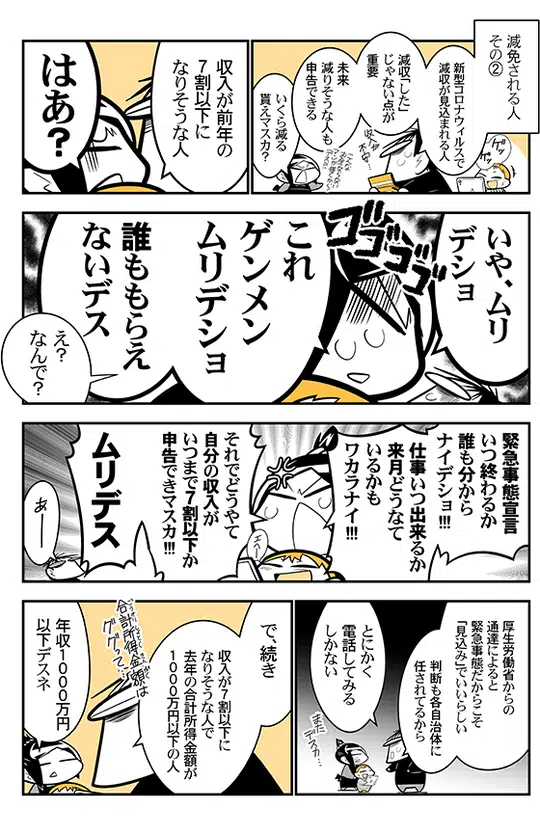 減免される人
その②
新型コロナウィルスで
減収が見込まれる人
減収「した」
じゃない点が
重要
未来
減りそうな人も
申告できる
いくら減る
貰えマスカ?
収入が前年の
7割以下に
なりそうな人
はあ?
いや、ムリ
デショ
ゴゴゴゴゴ
これ
ゲンメン
ムリデショ
誰ももらえ
ないデス
え?
なんで?
緊急事態宣言
いつ終わるか
誰も分から
ナイデショ!!!
仕事いつ出来るか
来月どうなて
いるかも
ワカラナイ!!!
それでどうやて
自分の収入が
いつまで7割以下か
申告できマスカ!!!
ムリデス
あー
厚生労働省からの
通達によると
緊急事態だからこそ
「見込み」でいいらしい
判断も各自治体に
任されてるから
とにかく
電話してみる
しかない
またデスカ…
で、続き
収入が7割以下に
なりそうな人で
去年の合計所得金額が
1000万円以下の人
合計所得金額は
ググって…
年収1000万円
以下デスネ